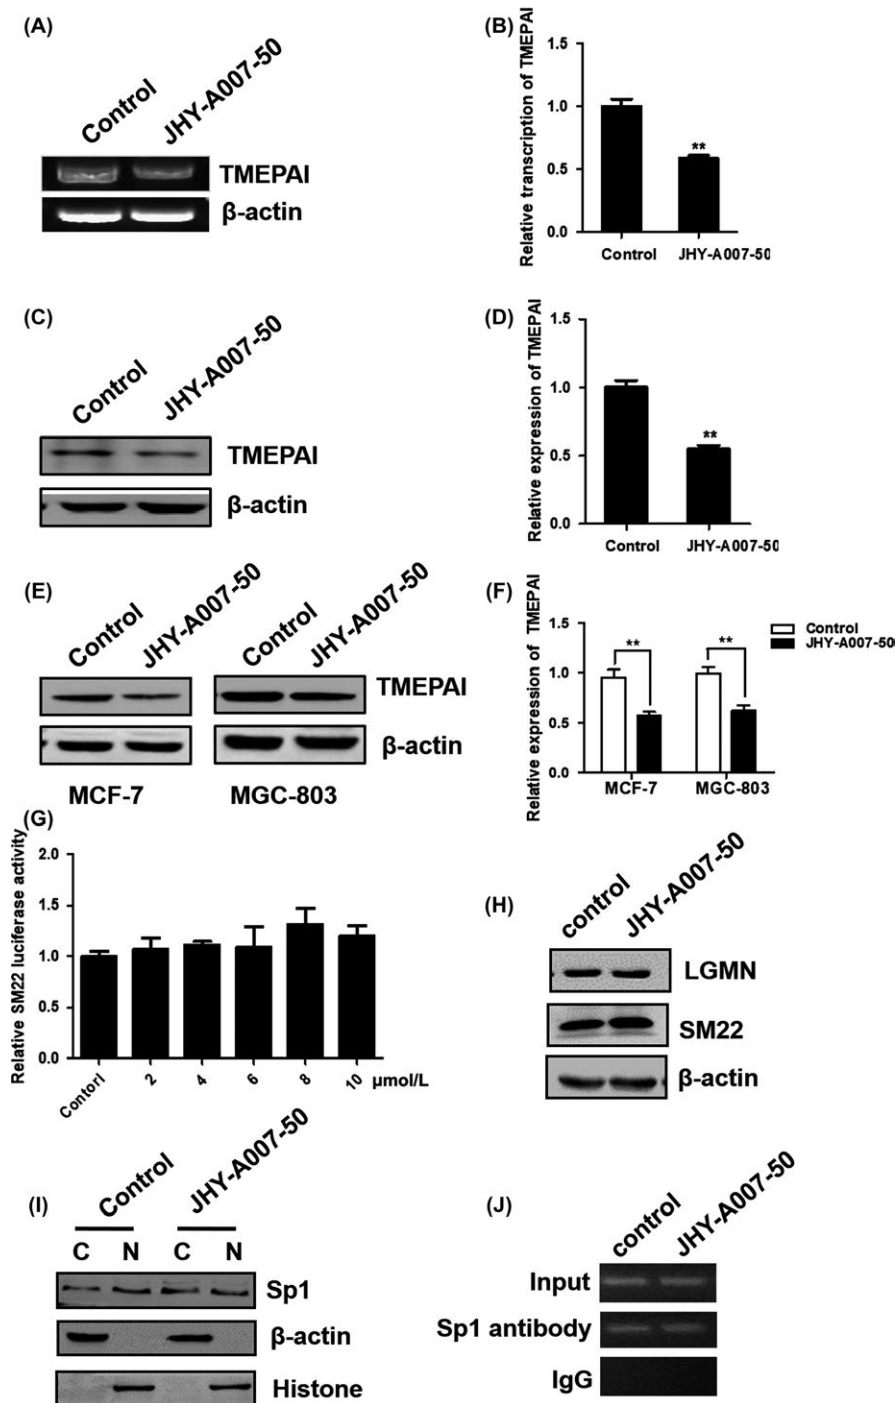 (A)
Control
JHY-A007-50
TMEPAI
β-actin
(B)
Relative transcription of TMEPAI
1.5
1.0
0.5
0.0
**
Control JHY-A007-50
(C)
Control
JHY-A007-50
TMEPAI
β-actin
(D)
Relative expression of TMEPAI
1.5
1.0
0.5
0.0
**
Control JHY-A007-50
(E)
Control
JHY-A007-50
Control
JHY-A007-50
TMEPAI
β-actin
MCF-7 MGC-803
(F)
Relative expression of TMEPAI
1.5
1.0
0.5
0.0
** **
Control
JHY-A007-50
MCF-7 MGC-803
(G)
Relative SM22 luciferase activity
2.0
1.5
1.0
0.5
0.0
Contorl 2 4 6 8 10 µmol/L
(H)
control
JHY-A007-50
LGMN
SM22
β-actin
(I)
Control
JHY-A007-50
C N C N
Sp1
β-actin
Histone
(J)
control
JHY-A007-50
Input
Sp1 antibody
IgG